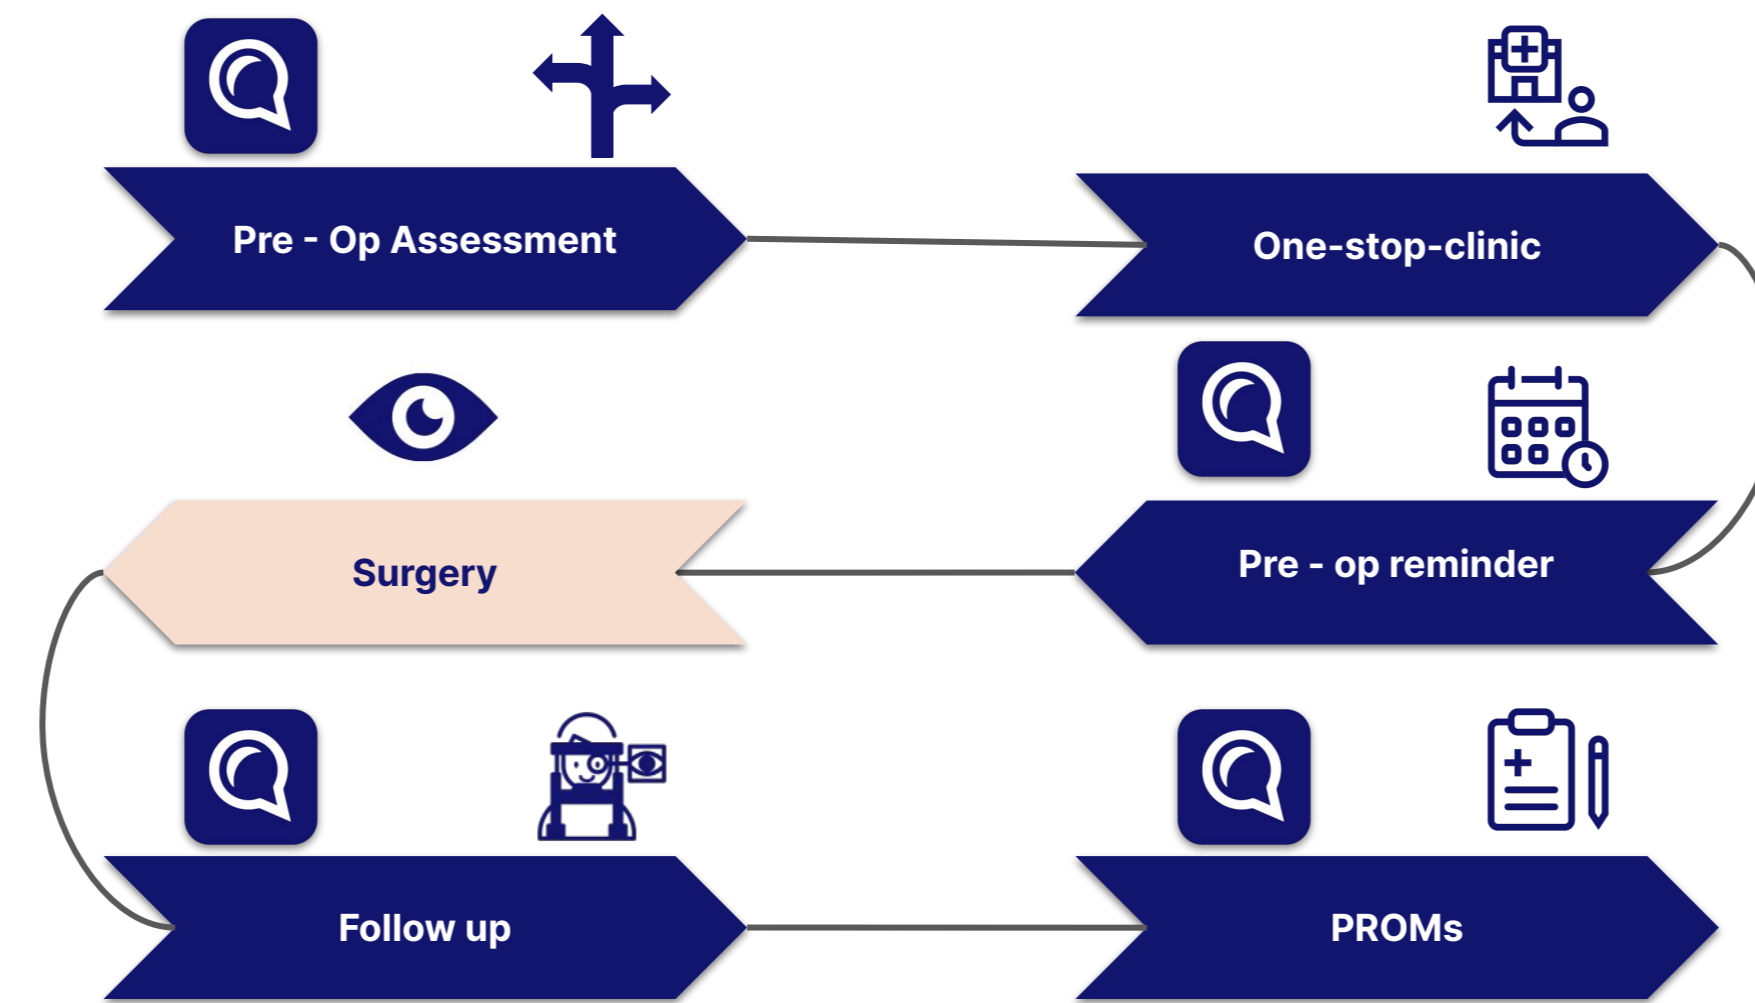 Pre - Op Assessment
One-stop-clinic
Pre - op reminder
Surgery
Follow up
PROMs